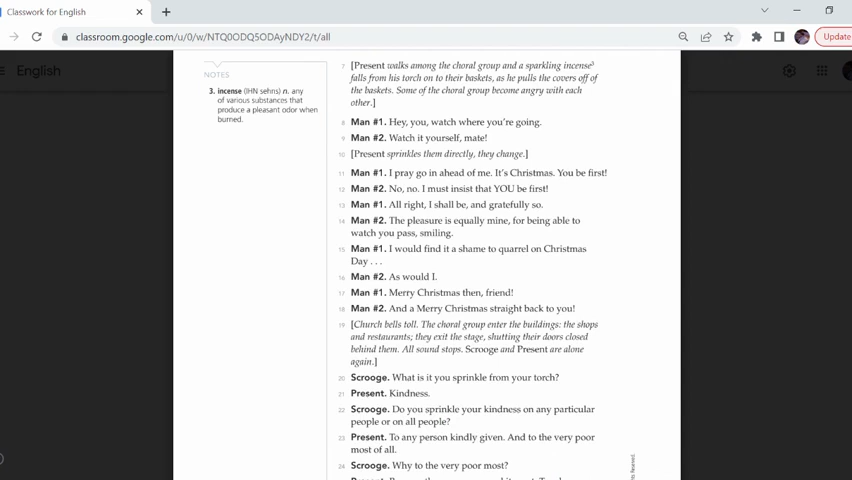 Classwork for English
classroom.google.com/u/0/w/NTQ0ODQ5ODAyNDY2/t/all
Update
English
NOTES
3. incense (IHN sehns) n. any
of various substances that
produce a pleasant odor when
burned.
7 [Present walks among the choral group and a sparkling incense3
falls from his torch on to their baskets, as he pulls the covers off of
the baskets. Some of the choral group become angry with each
other.]
8 Man #1. Hey, you, watch where you're going.
9 Man #2. Watch it yourself, mate!
10 [Present sprinkles them directly, they change.]
11 Man #1. I pray go in ahead of me. It's Christmas. You be first!
12 Man #2. No, no. I must insist that YOU be first!
13 Man #1. All right, I shall be, and gratefully so.
14 Man #2. The pleasure is equally mine, for being able to
watch you pass, smiling.
15 Man #1. I would find it a shame to quarrel on Christmas
Day . . .
16 Man #2. As would I.
17 Man #1. Merry Christmas then, friend!
18 Man #2. And a Merry Christmas straight back to you!
19 [Church bells toll. The choral group enter the buildings: the shops
and restaurants; they exit the stage, shutting their doors closed
behind them. All sound stops. Scrooge and Present are alone
again.]
20 Scrooge. What is it you sprinkle from your torch?
21 Present. Kindness.
22 Scrooge. Do you sprinkle your kindness on any particular
people or on all people?
23 Present. To any person kindly given. And to the very poor
most of all.
24 Scrooge. Why to the very poor most?